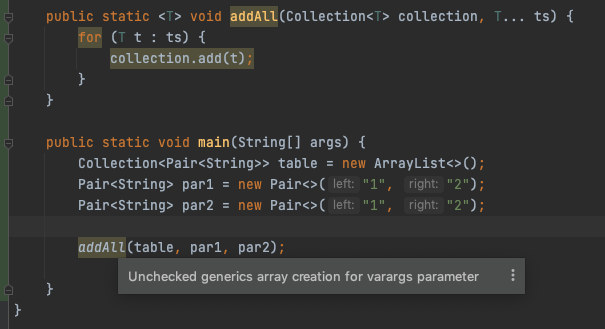 public static <T> void addAll(Collection<T> collection, T... ts) {
for (T t : ts) {
collection.add(t);
}
}
public static void main(String[] args) {
Collection<Pair<String>> table = new ArrayList<>();
Pair<String> par1 = new Pair<>( left: "1", right: "2");
Pair<String> par2 = new Pair<>( left: "1", right: "2");
addAll(table, par1, par2);
Unchecked generics array creation for varargs parameter
}
}